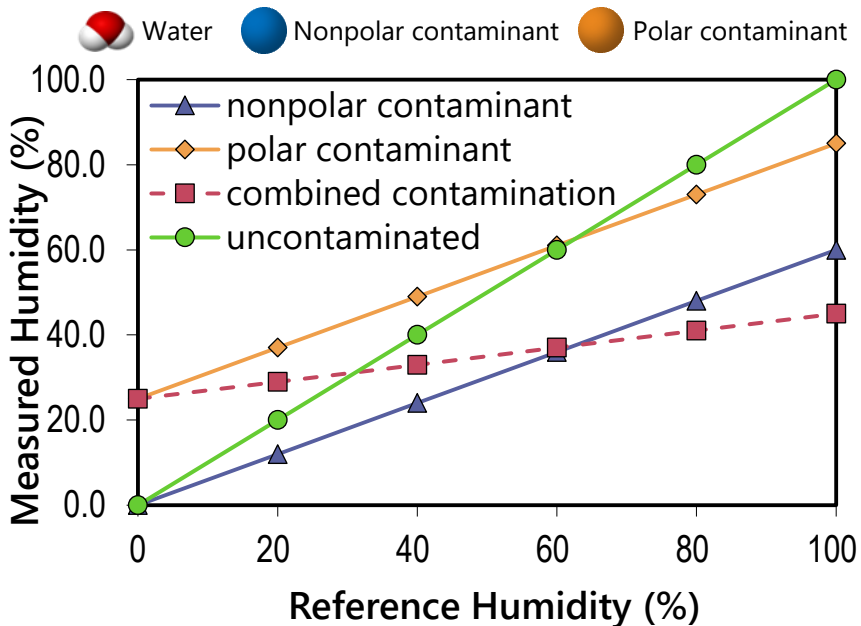 Water Nonpolar contaminant Polar contaminant
100.0
80.0
60.0
40.0
20.0
0.0
Measured Humidity (%)
nonpolar contaminant
polar contaminant
combined contamination
uncontaminated
0 20 40 60 80 100
Reference Humidity (%)